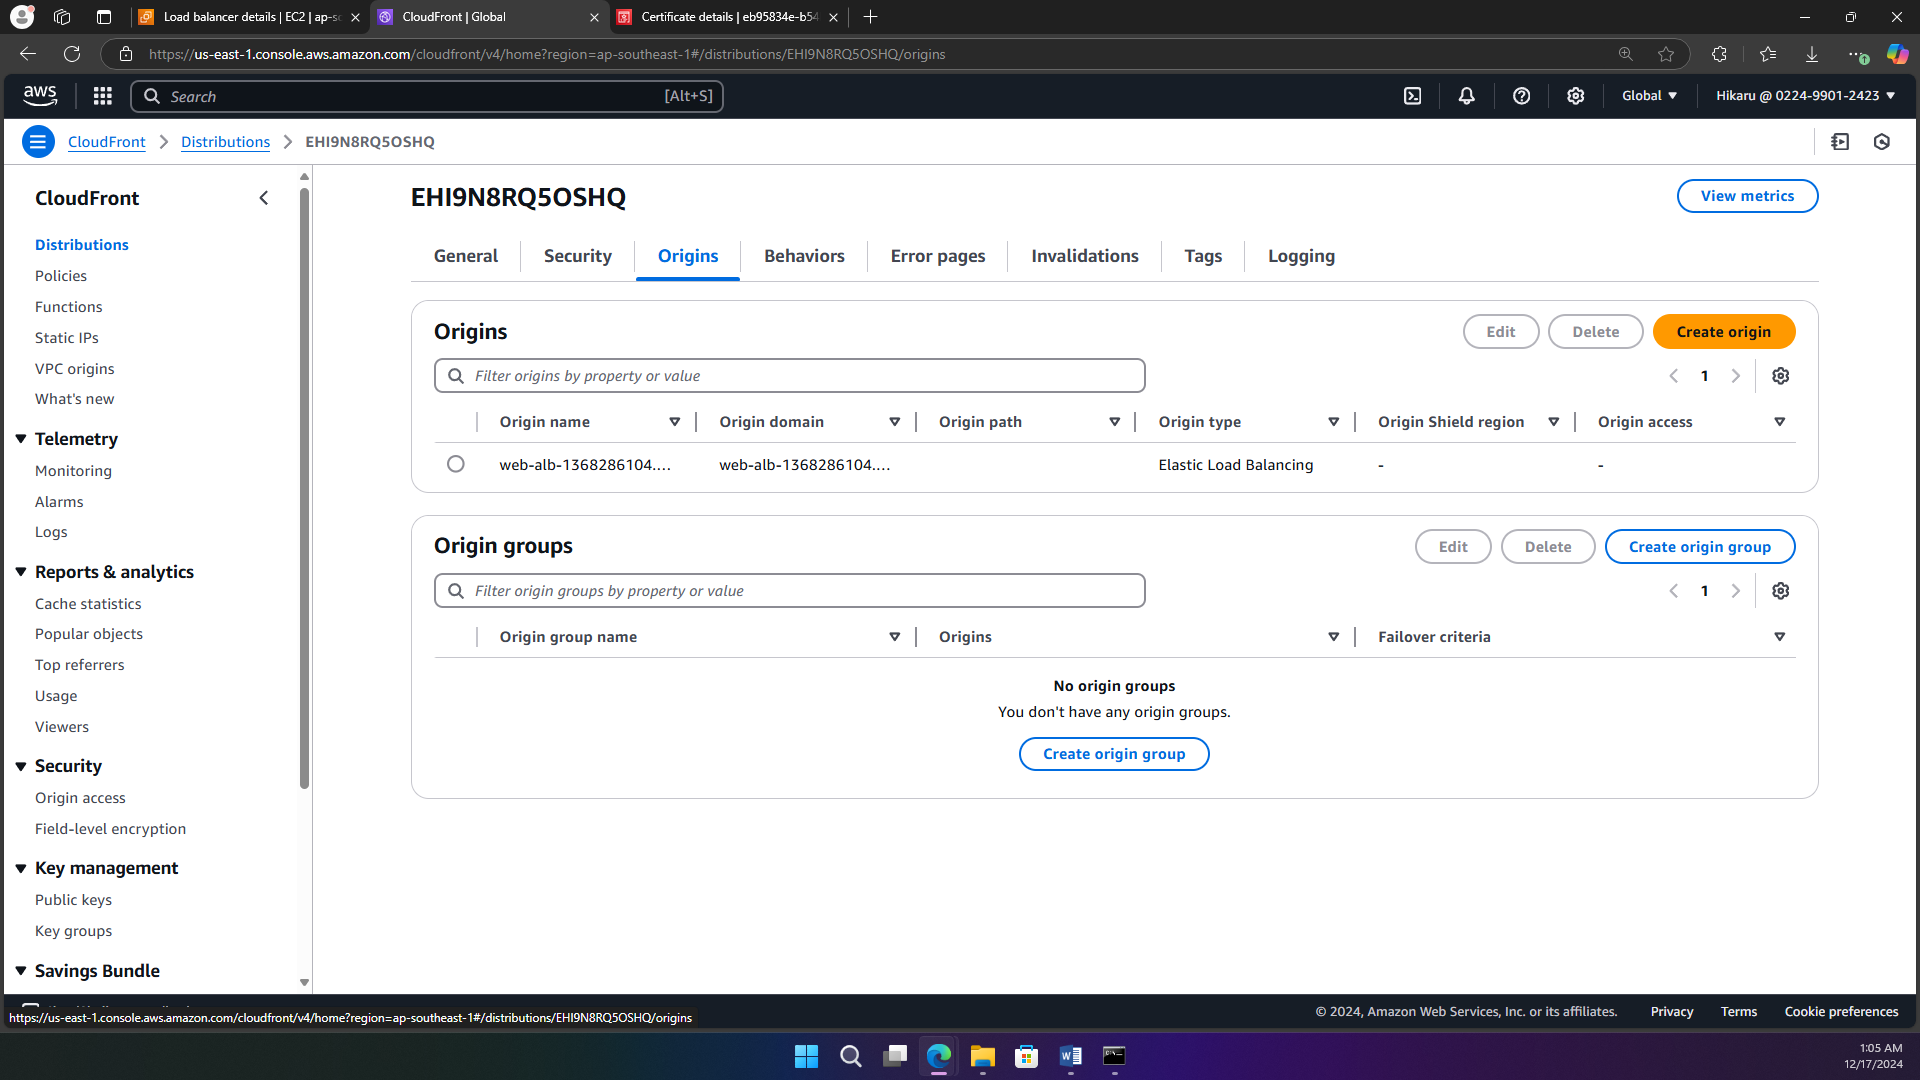 Load balancer details | EC2 | ap-s
CloudFront | Global
Certificate details | eb95834e-b54
https://us-east-1.console.aws.amazon.com/cloudfront/v4/home?region=ap-southeast-1#/distributions/EHI9N8RQ5OSHQ/origins
aws
Search
[Alt+S]
Global
Hikaru @ 0224-9901-2423
CloudFront
Distributions
EHI9N8RQ5OSHQ
CloudFront
Distributions
Policies
Functions
Static IPs
VPC origins
What's new
Telemetry
Monitoring
Alarms
Logs
Reports & analytics
Cache statistics
Popular objects
Top referrers
Usage
Viewers
Security
Origin access
Field-level encryption
Key management
Public keys
Key groups
Savings Bundle
EHI9N8RQ5OSHQ
View metrics
General
Security
Origins
Behaviors
Error pages
Invalidations
Tags
Logging
Origins
Edit
Delete
Create origin
Filter origins by property or value
1
Origin name
Origin domain
Origin path
Origin type
Origin Shield region
Origin access
web-alb-1368286104....
web-alb-1368286104....
Elastic Load Balancing
-
-
Origin groups
Edit
Delete
Create origin group
Filter origin groups by property or value
1
Origin group name
Origins
Failover criteria
No origin groups
You don't have any origin groups.
Create origin group
https://us-east-1.console.aws.amazon.com/cloudfront/v4/home?region=ap-southeast-1#/distributions/EHI9N8RQ5OSHQ/origins
© 2024, Amazon Web Services, Inc. or its affiliates.
Privacy
Terms
Cookie preferences
1:05 AM
12/17/2024